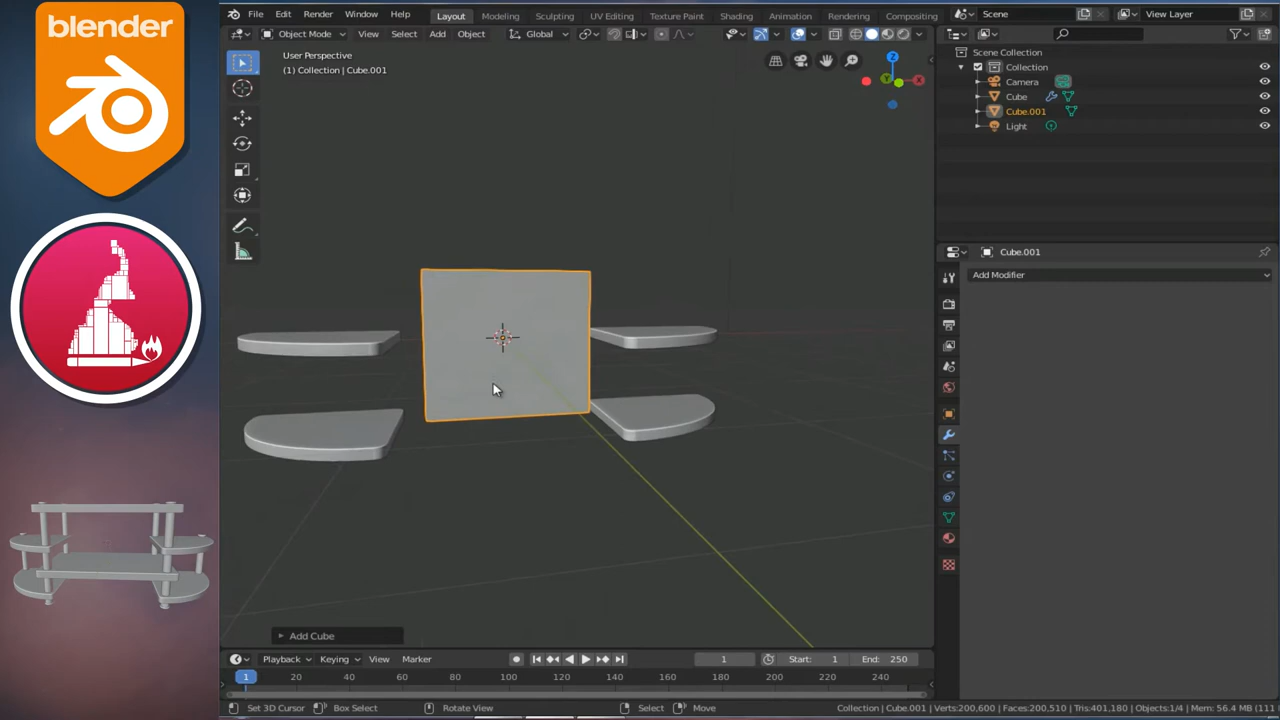 blender
File Edit Render Window Help
Layout Modeling Sculpting UV Editing Texture Paint Shading Animation Rendering Compositing
Scene
View Layer
Object Mode View Select Add Object Global
User Perspective
(1) Collection | Cube.001
Z
X
Y
Scene Collection
Collection
Camera
Cube
Cube.001
Light
Cube.001
Add Modifier
Add Cube
Playback Keying View Marker
1
Start: 1
End: 250
1 20 40 60 80 100 120 140 160 180 200 220 240
Set 3D Cursor Box Select Rotate View Select Move
Collection | Cube.001 | Verts:200,600 | Faces:200,510 | Tris:401,180 | Objects:1/4 | Mem: 56.4 MB (111